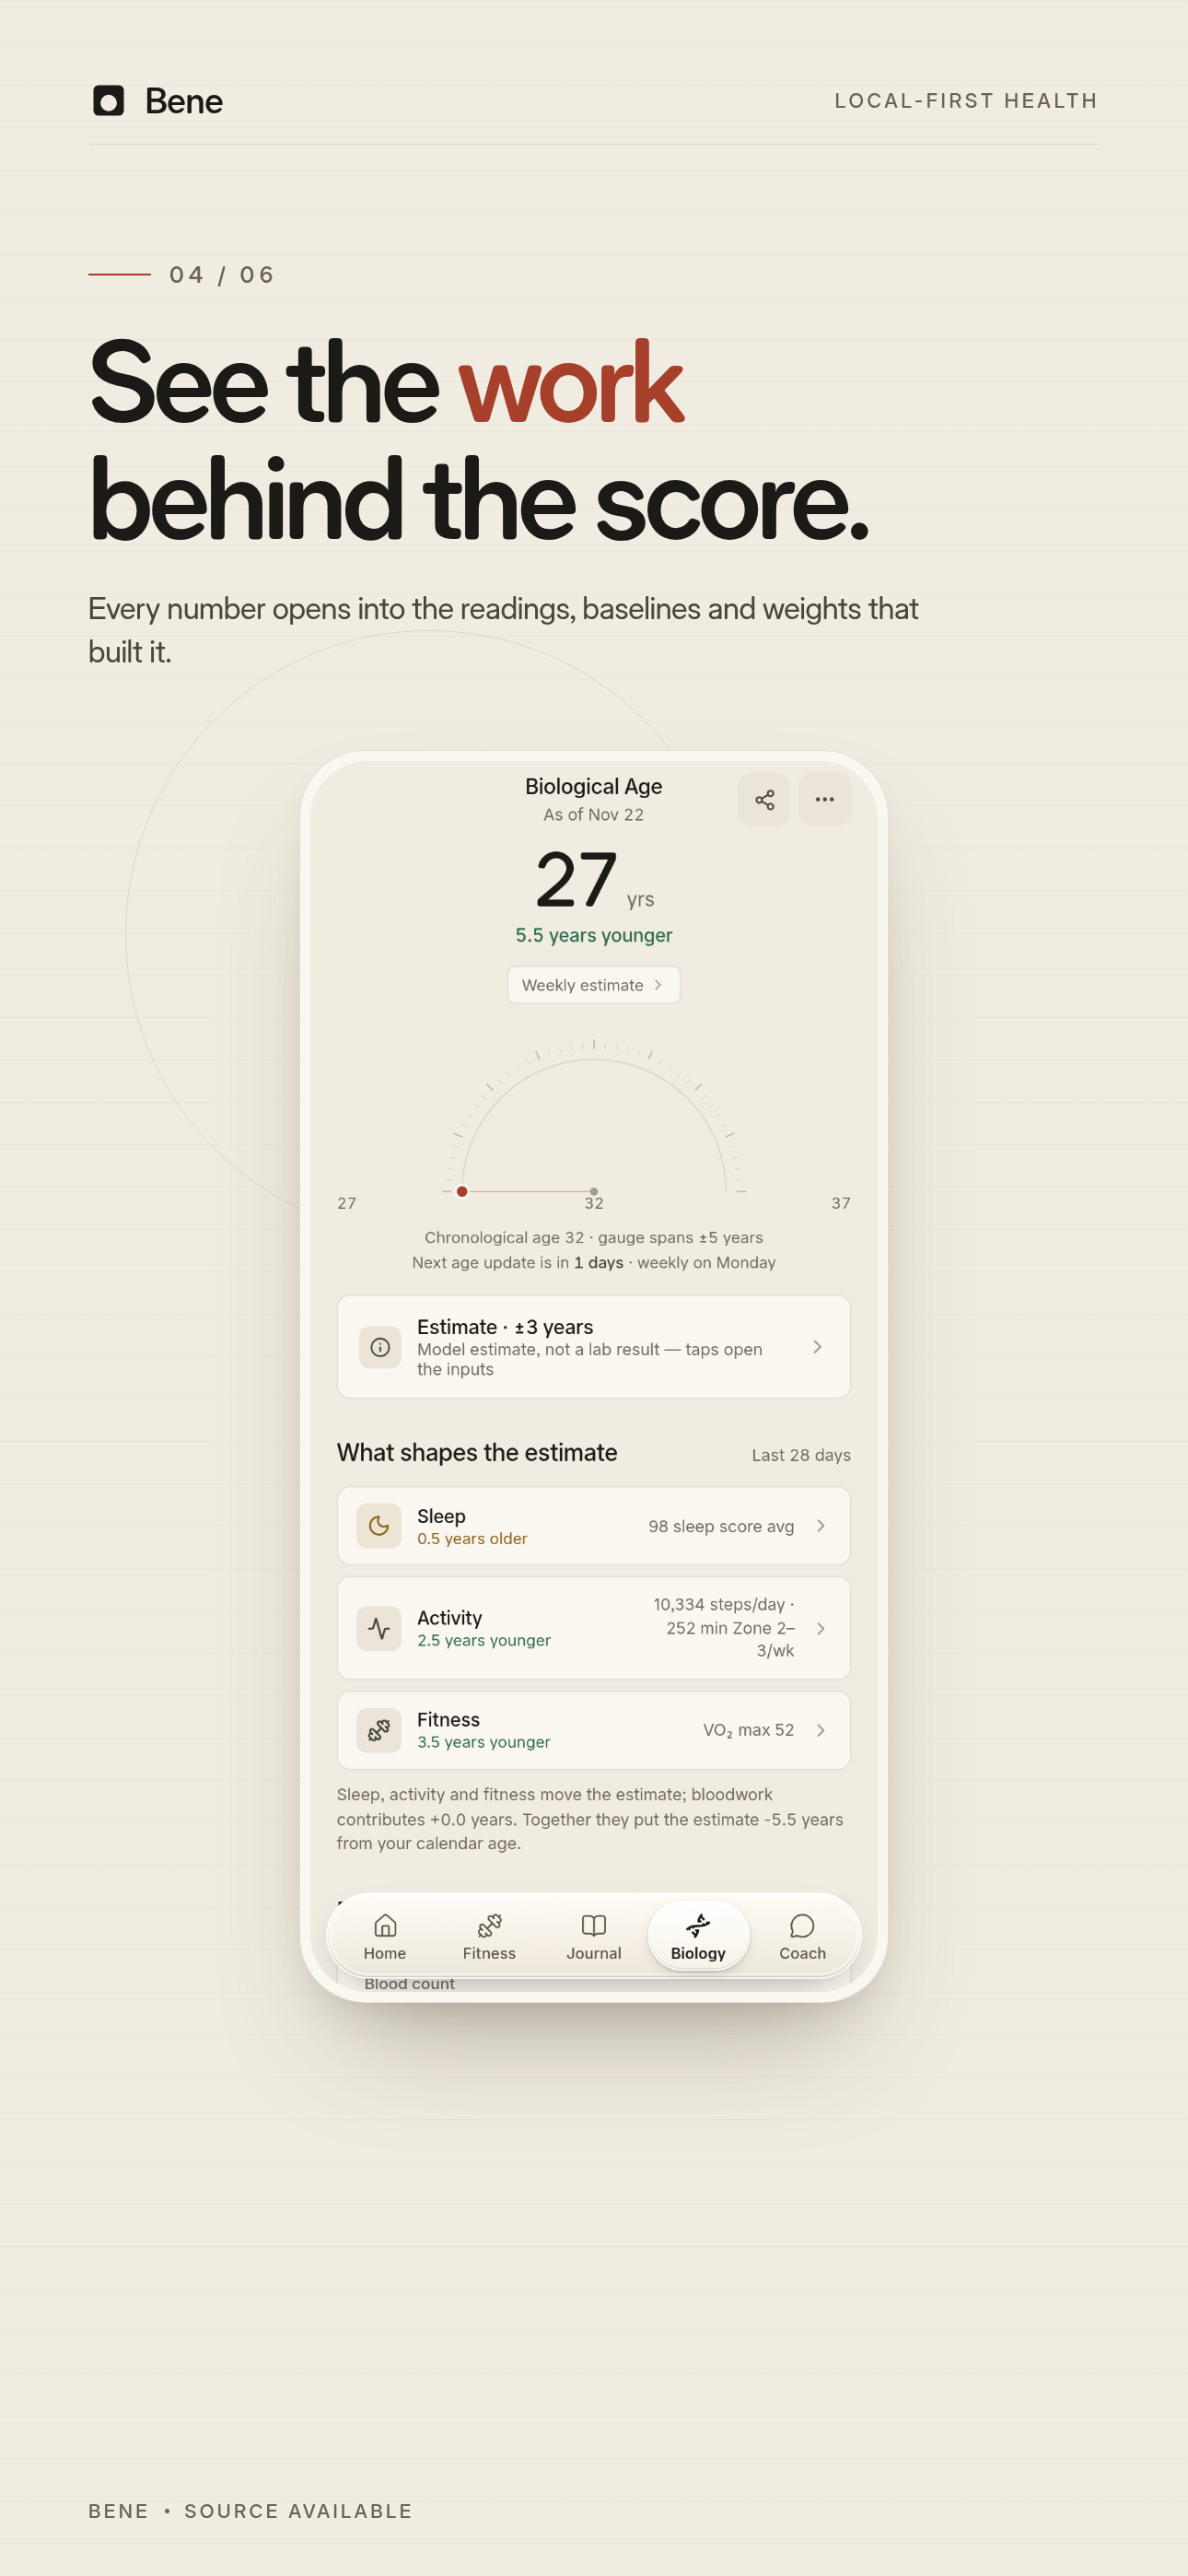 Bene
LOCAL-FIRST HEALTH
04 / 06
See the work
behind the score.
Every number opens into the readings, baselines and weights that
built it.
Biological Age
As of Nov 22
27 yrs
5.5 years younger
Weekly estimate
27
32
37
Chronological age 32 · gauge spans ±5 years
Next age update is in 1 days · weekly on Monday
Estimate · ±3 years
Model estimate, not a lab result — taps open
the inputs
What shapes the estimate
Last 28 days
Sleep
0.5 years older
98 sleep score avg
Activity
2.5 years younger
10,334 steps/day ·
252 min Zone 2–
3/wk
Fitness
3.5 years younger
VO₂ max 52
Sleep, activity and fitness move the estimate; bloodwork
contributes +0.0 years. Together they put the estimate -5.5 years
from your calendar age.
Home
Fitness
Journal
Biology
Coach
Blood count
BENE • SOURCE AVAILABLE